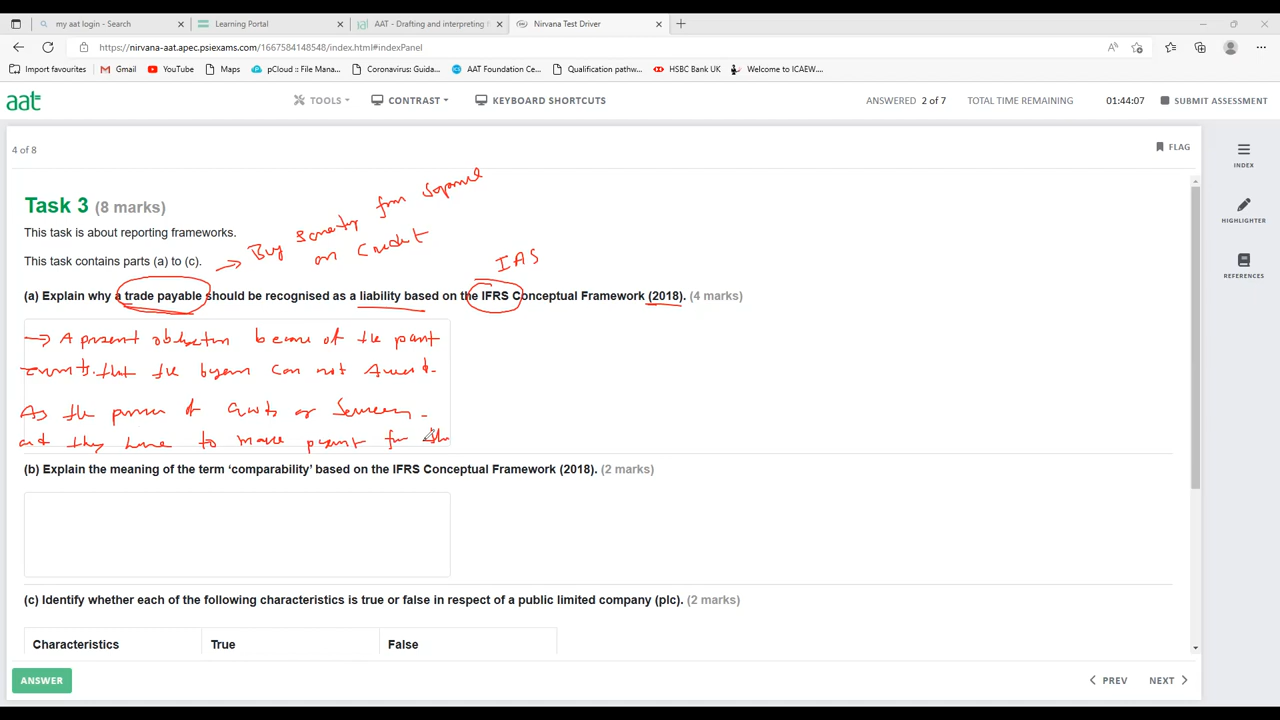 my aat login - Search
Learning Portal
AAT - Drafting and interpreting f
Nirvana Test Driver
https://nirvana-aat.apec.psiexams.com/1667584148548/index.html#indexPanel
Import favourites
Gmail
YouTube
Maps
pCloud :: File Mana...
Coronavirus: Guida...
AAT Foundation Ce...
Qualification pathw...
HSBC Bank UK
Welcome to ICAEW....
aat
TOOLS
CONTRAST
KEYBOARD SHORTCUTS
ANSWERED 2 of 7
TOTAL TIME REMAINING
01:44:07
SUBMIT ASSESSMENT
4 of 8
FLAG
INDEX
HIGHLIGHTER
REFERENCES
Task 3 (8 marks)
This task is about reporting frameworks.
This task contains parts (a) to (c).
Buy from
on Credit
IAS
(a) Explain why a trade payable should be recognised as a liability based on the IFRS Conceptual Framework (2018). (4 marks)
A present because of the past
that the can not
As the of or
and they have to make payment for
(b) Explain the meaning of the term ‘comparability’ based on the IFRS Conceptual Framework (2018). (2 marks)
(c) Identify whether each of the following characteristics is true or false in respect of a public limited company (plc). (2 marks)
Characteristics True False
ANSWER
PREV
NEXT